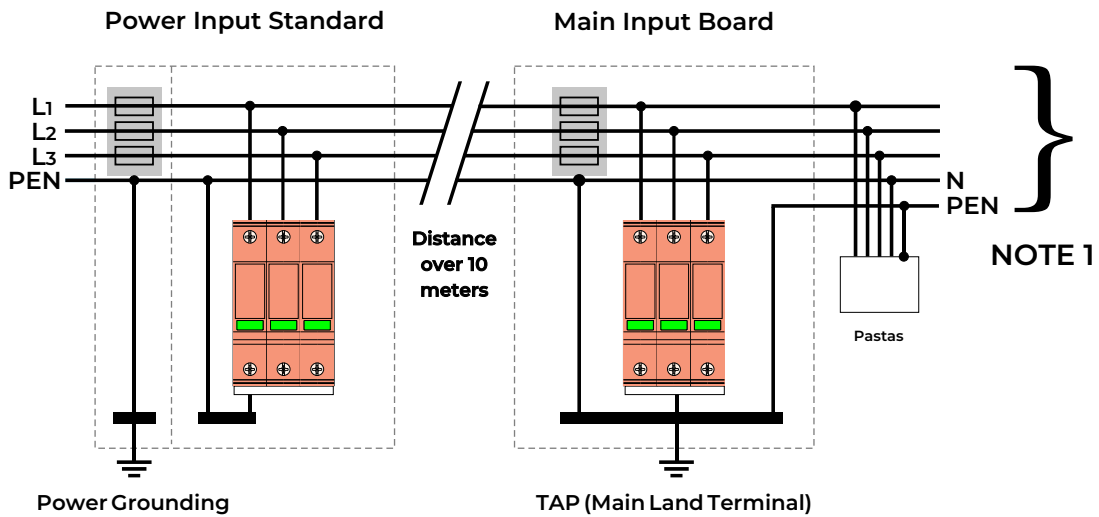 Power Input Standard
Main Input Board
L1
L2
L3
PEN
N
PEN
Distance
over 10
meters
NOTE 1
Pastas
Power Grounding
TAP (Main Land Terminal)